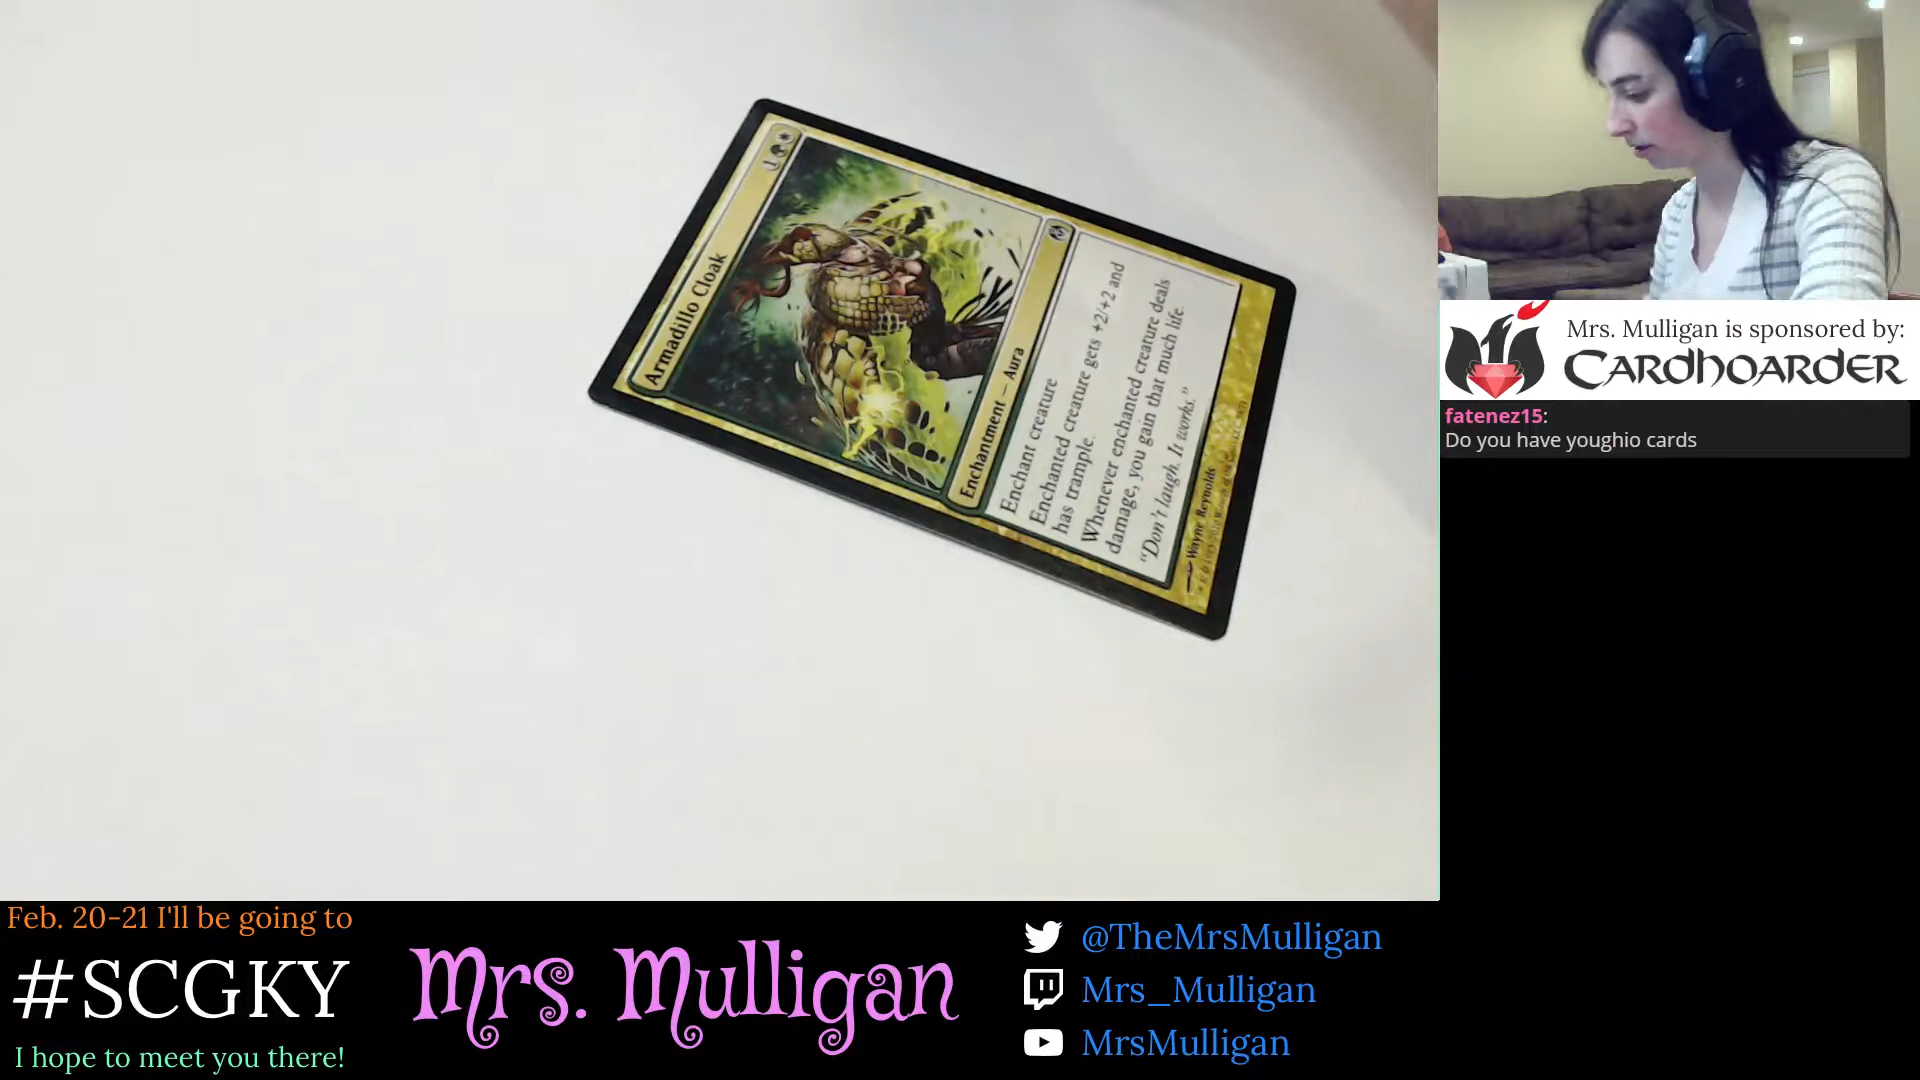 Armadillo Cloak
1
Enchantment — Aura
Enchant creature
Enchanted creature gets +2/+2 and
has trample.
Whenever enchanted creature deals
damage, you gain that much life.
"Don't laugh. It works."
Wayne Reynolds
Mrs. Mulligan is sponsored by:
CARDHOARDER
fatenez15:
Do you have youghio cards
Feb. 20-21 I'll be going to
#SCGKY
I hope to meet you there!
Mrs. Mulligan
@TheMrsMulligan
Mrs_Mulligan
MrsMulligan